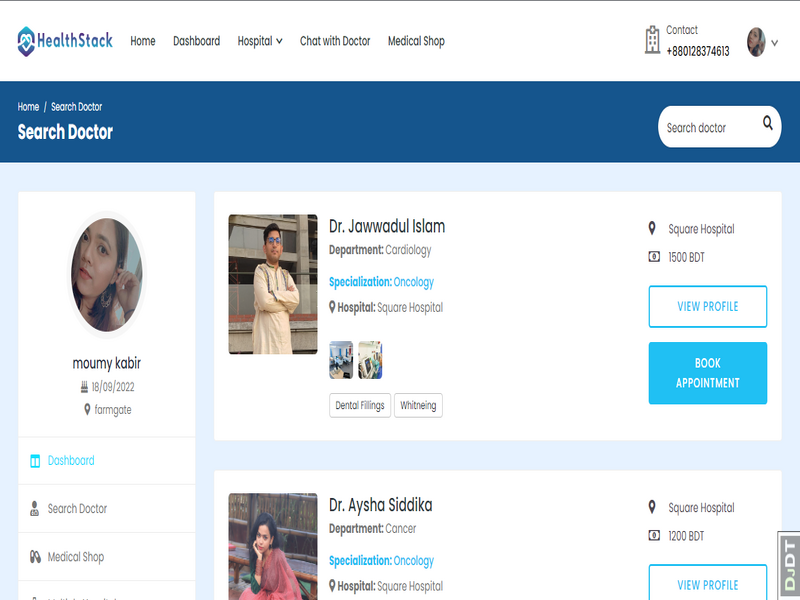 HealthStack
Home
Dashboard
Hospital
Chat with Doctor
Medical Shop
Contact
+880128374613
Home / Search Doctor
Search Doctor
Search doctor
moumy kabir
18/09/2022
farmgate
Dashboard
Search Doctor
Medical Shop
Dr. Jawwadul Islam
Department: Cardiology
Specialization: Oncology
Hospital: Square Hospital
Dental Fillings
Whitneing
Square Hospital
1500 BDT
VIEW PROFILE
BOOK
APPOINTMENT
Dr. Aysha Siddika
Department: Cancer
Specialization: Oncology
Hospital: Square Hospital
Square Hospital
1200 BDT
VIEW PROFILE
DJDT